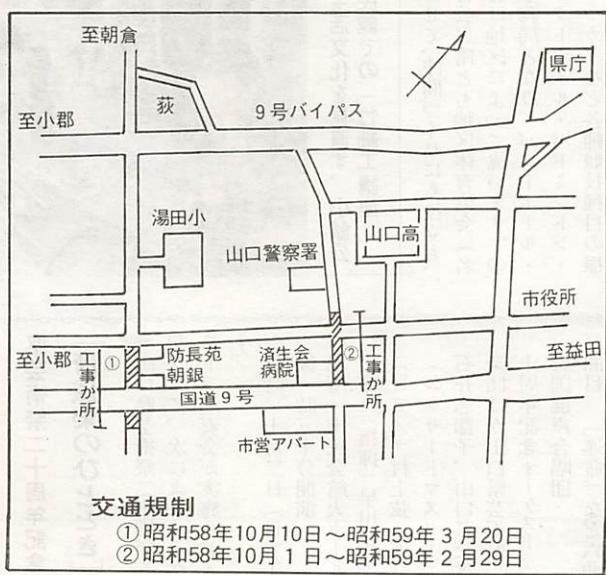 至朝倉
県庁
荻
9号バイパス
至小郡
湯田小
山口高
山口警察署
市役所
至小郡
工事か所
①
防長苑
朝銀
済生会
病院
②
工事か所
至益田
国道9号
市営アパート
交通規制
①昭和58年10月10日~昭和59年3月20日
②昭和58年10月1日~昭和59年2月29日